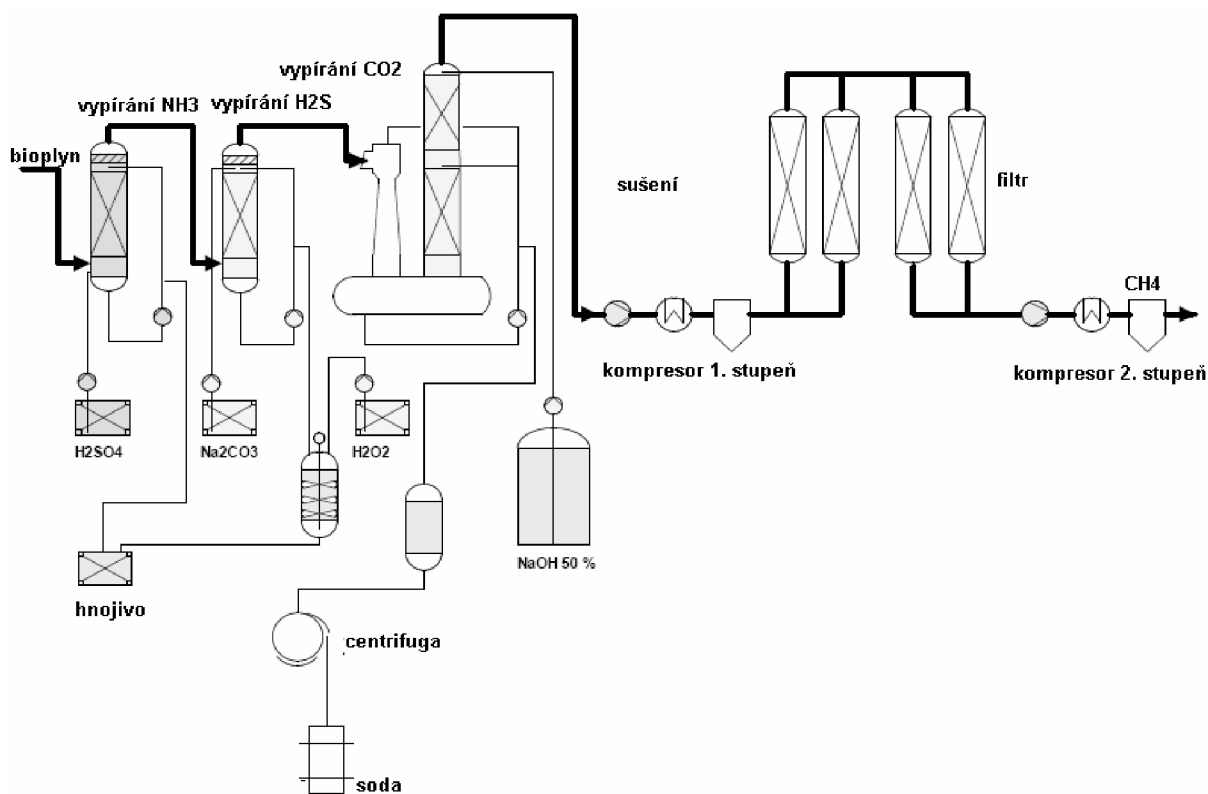 vypírání CO2
vypírání NH3
vypírání H2S
bioplyn
sušení
filtr
CH4
kompresor 1. stupeň
kompresor 2. stupeň
H2SO4
Na2CO3
H2O2
NaOH 50 %
hnojivo
centrifuga
soda